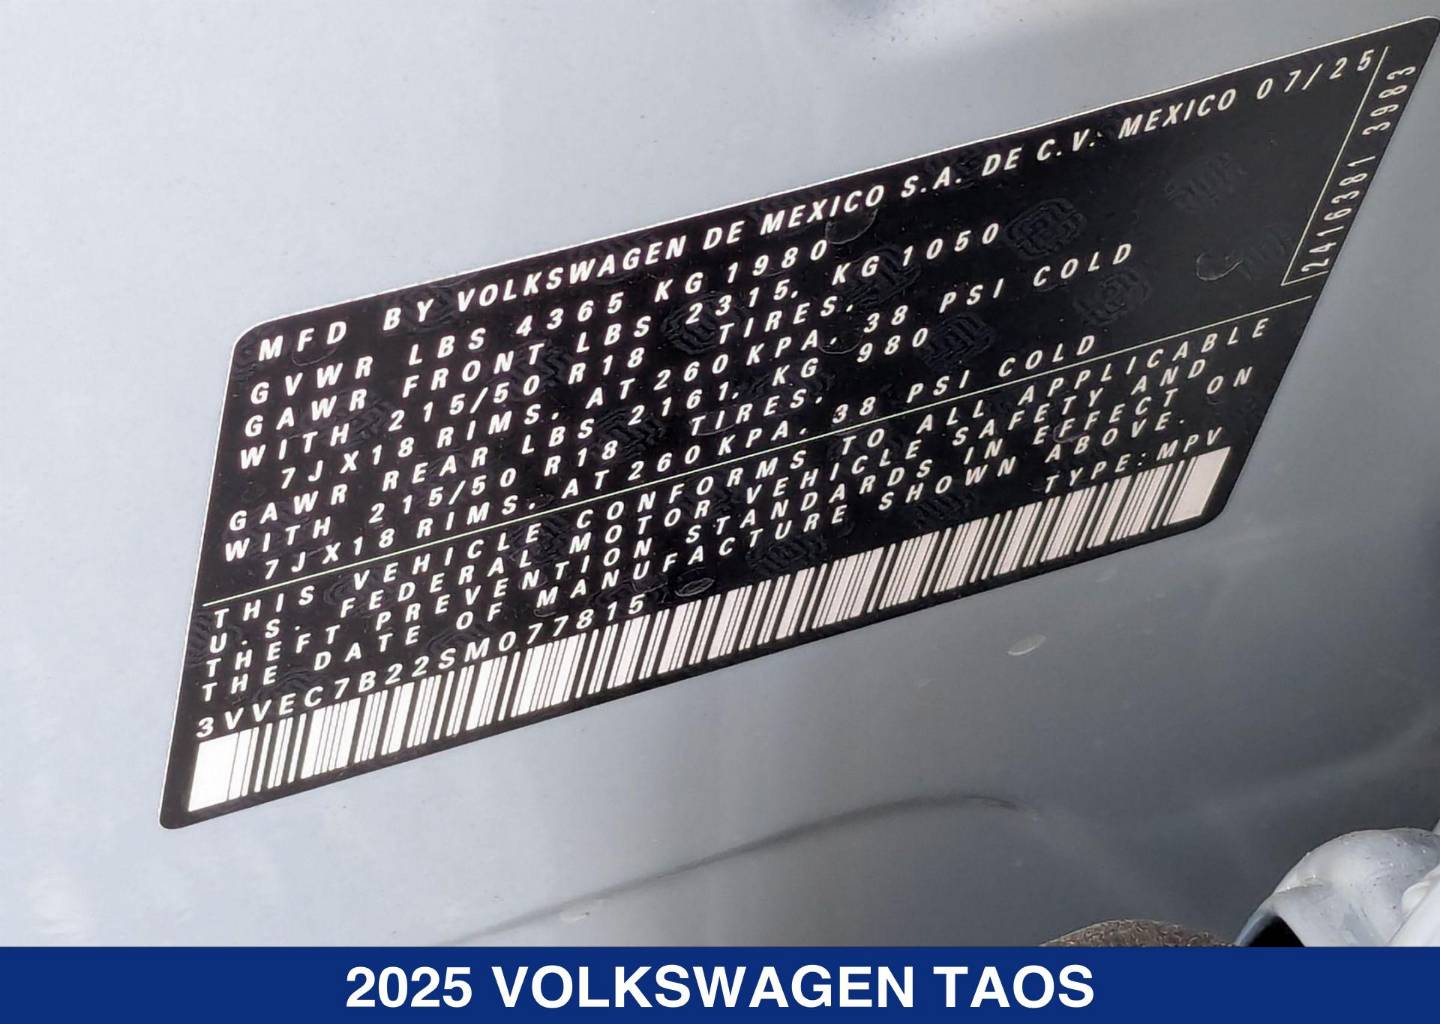 MFD BY VOLKSWAGEN DE MEXICO S.A. DE C.V. MEXICO 07/25
GVWR LBS 4365 KG 1980
GAWR FRONT LBS 2315, KG 1050
WITH 215/50 R18 TIRES,
7JX18 RIMS, AT 260 KPA, 38 PSI COLD
GAWR REAR LBS 2161, KG 980
WITH 215/50 R18 TIRES,
7JX18 RIMS, AT 260 KPA, 38 PSI COLD
THIS VEHICLE CONFORMS TO ALL APPLICABLE
U.S. FEDERAL MOTOR VEHICLE SAFETY AND
THEFT PREVENTION STANDARDS IN EFFECT ON
THE DATE OF MANUFACTURE SHOWN ABOVE.
3VVEC7B22SM077815 TYPE: MPV
2416381 3983
2025 VOLKSWAGEN TAOS